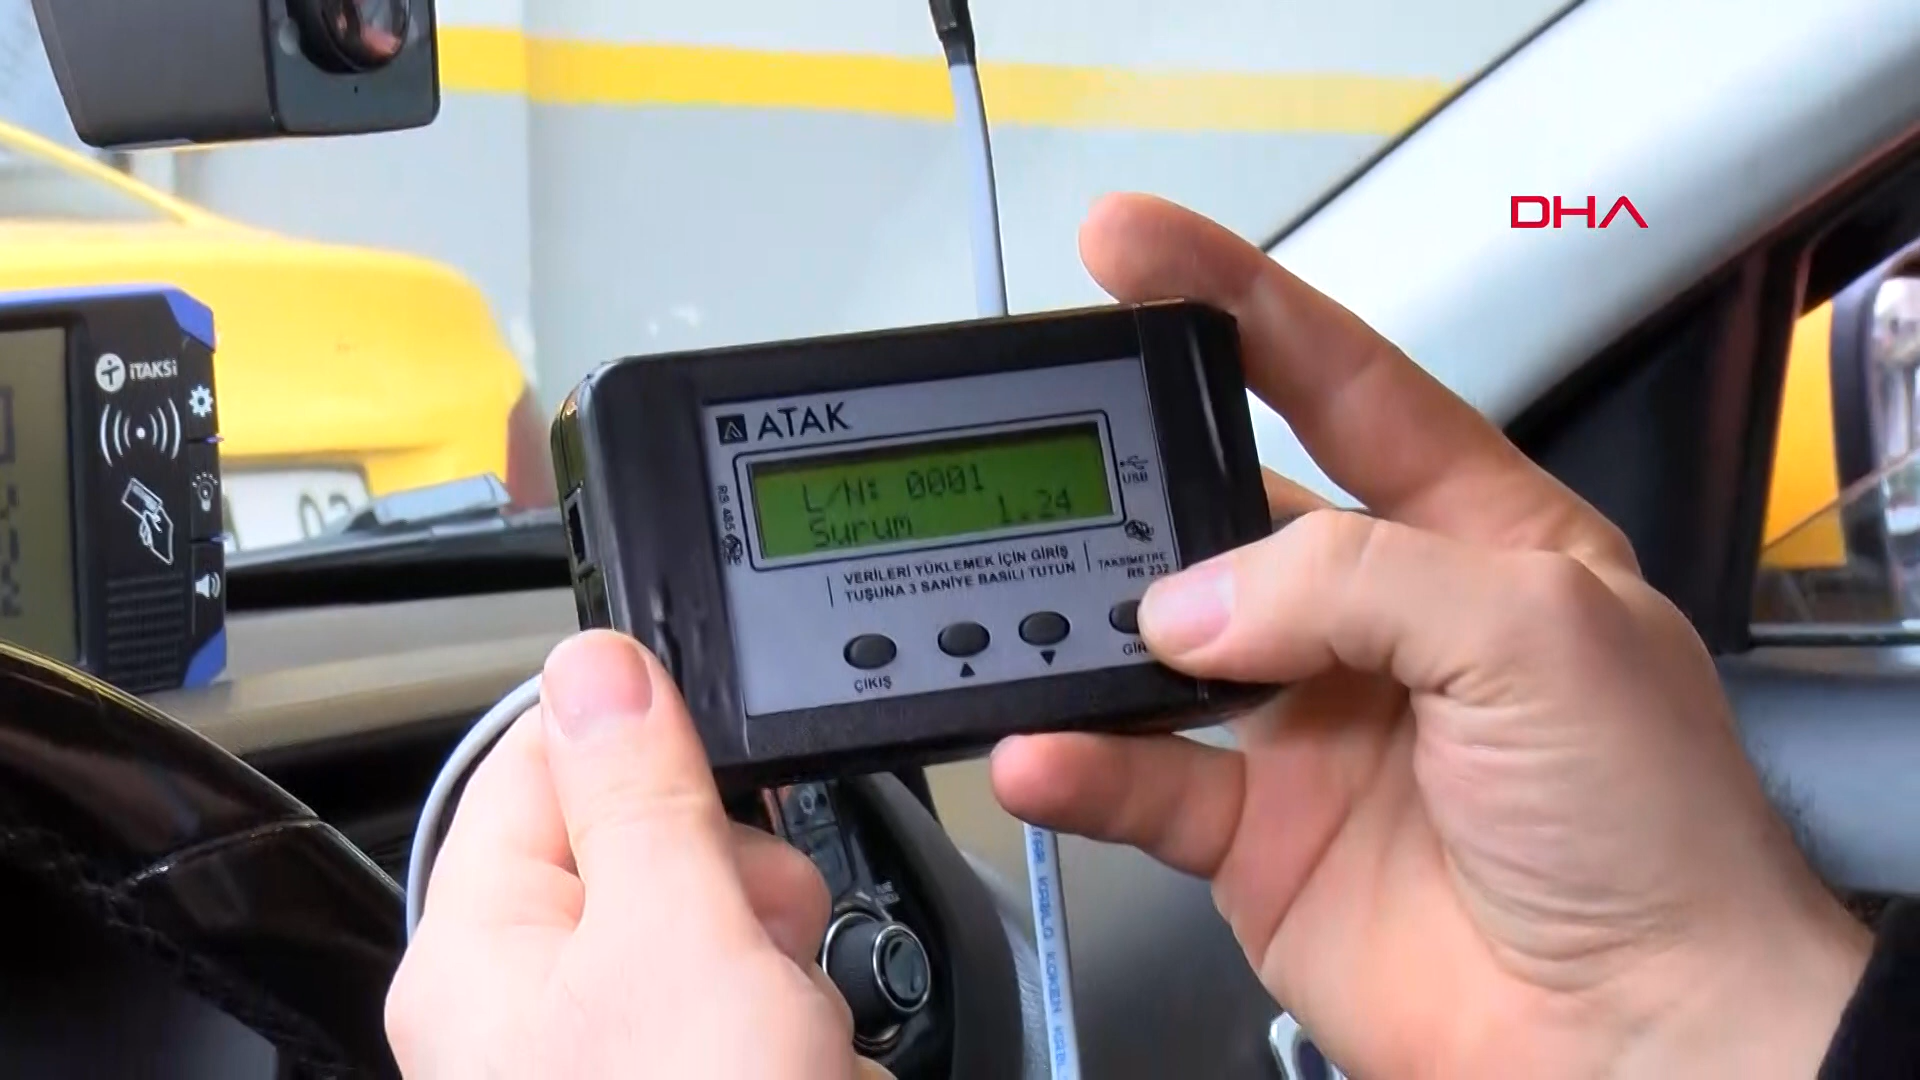 DHA
iTAKSi
ATAK
L/N: 0001
Surum 1.24
RS 485
USB
VERİLERİ YÜKLEMEK İÇİN GİRİŞ
TUŞUNA 3 SANİYE BASILI TUTUN
TAKSİMETRE
RS 232
ÇIKIŞ
GİR